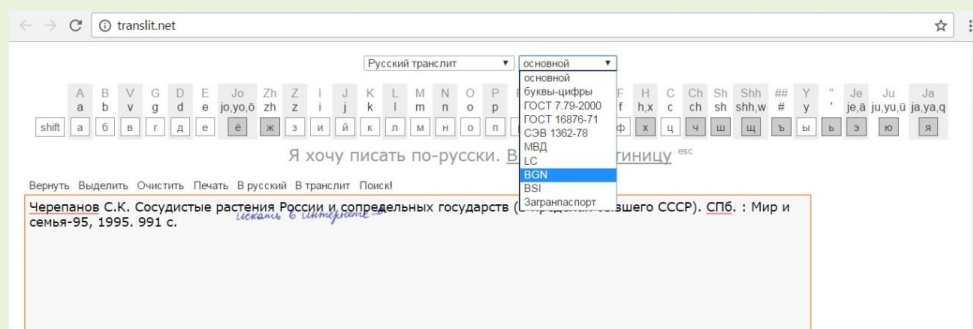 translit.net
Русский транслит основной
основной
буквы-цифры
ГОСТ 7.79-2000
ГОСТ 16876-71
СЭВ 1362-78
МВД
LC
BGN
BSI
Загранпаспорт
A B V G D E Jo Zh Z I J K L M N O P F H C Ch Sh Shh ## Y " Je Ju Ja
a b v g d e jo,yo,ö zh z i j k l m n o p f h,x c ch sh shh,w # y ' je,ä ju,yu,ü ja,ya,q
shift а б в г д е ё ж з и й к л м н о п ф х ц ч ш щ ъ ы ь э ю я
Я хочу писать по-русски. тиницу esc
Вернуть Выделить Очистить Печать В русский В транслит Поиск!
Черепанов С.К. Сосудистые растения России и сопредельных государств СССР). СПб. : Мир и
искать в интернете
семья-95, 1995. 991 с.